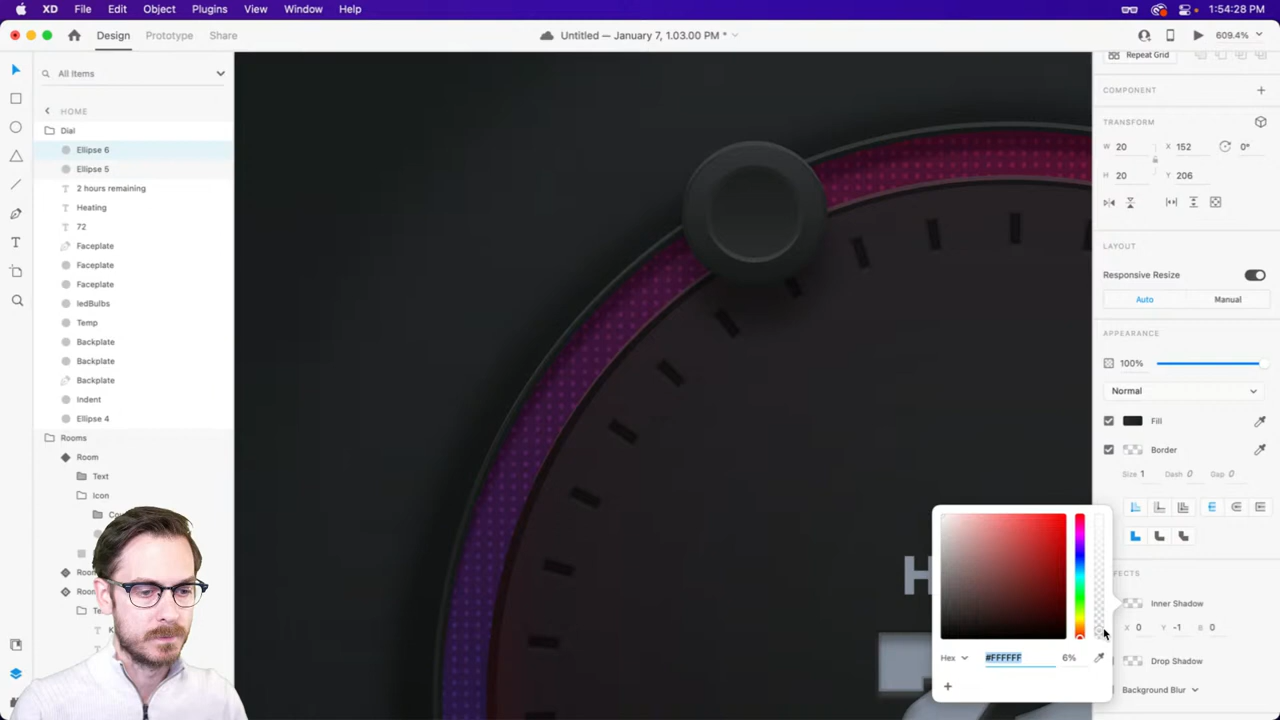 XD File Edit Object Plugins View Window Help 1:54:28 PM
Design Prototype Share Untitled — January 7, 1.03.00 PM * 609.4%
All Items
HOME
Dial
Ellipse 6
Ellipse 5
2 hours remaining
Heating
72
Faceplate
Faceplate
Faceplate
ledBulbs
Temp
Backplate
Backplate
Backplate
Indent
Ellipse 4
Rooms
Room
Text
Icon
Repeat Grid
COMPONENT
TRANSFORM
W 20 X 152 0°
H 20 Y 206
LAYOUT
Responsive Resize
Auto Manual
APPEARANCE
100%
Normal
Fill
Border
Size 1 Dash 0 Gap 0
Inner Shadow
X 0 Y -1 B 0
Drop Shadow
Background Blur
Hex #FFFFFF 6%